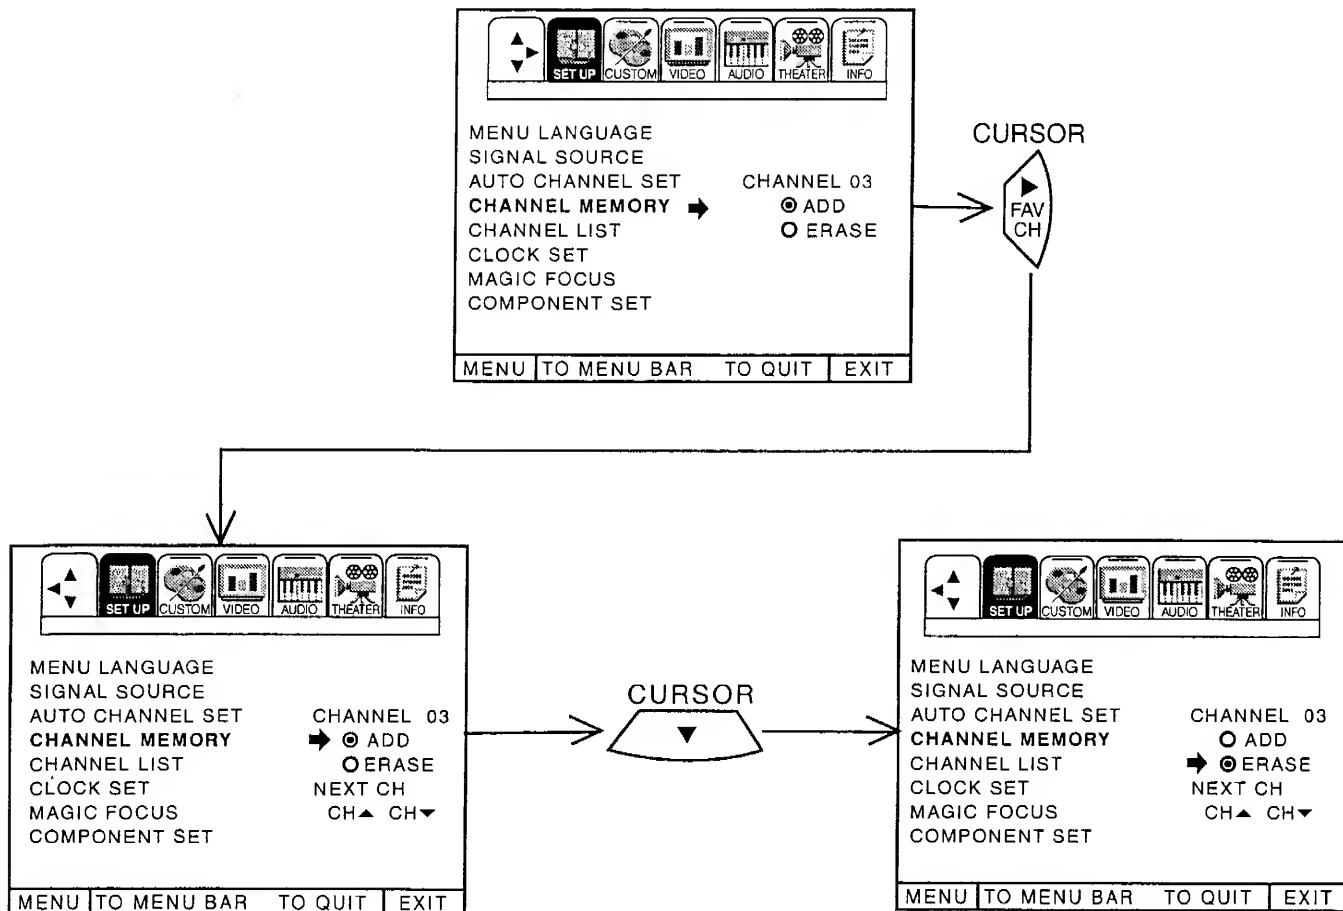 SET UP CUSTOM VIDEO AUDIO THEATER INFO
MENU LANGUAGE
SIGNAL SOURCE
AUTO CHANNEL SET CHANNEL 03
CHANNEL MEMORY ADD
CHANNEL LIST ERASE
CLOCK SET
MAGIC FOCUS
COMPONENT SET
MENU TO MENU BAR TO QUIT EXIT
CURSOR
FAV
CH
SET UP CUSTOM VIDEO AUDIO THEATER INFO
MENU LANGUAGE
SIGNAL SOURCE
AUTO CHANNEL SET CHANNEL 03
CHANNEL MEMORY ADD
CHANNEL LIST ERASE
CLOCK SET NEXT CH
MAGIC FOCUS CH▲ CH▼
COMPONENT SET
MENU TO MENU BAR TO QUIT EXIT
CURSOR
SET UP CUSTOM VIDEO AUDIO THEATER INFO
MENU LANGUAGE
SIGNAL SOURCE
AUTO CHANNEL SET CHANNEL 03
CHANNEL MEMORY ADD
CHANNEL LIST ERASE
CLOCK SET NEXT CH
MAGIC FOCUS CH▲ CH▼
COMPONENT SET
MENU TO MENU BAR TO QUIT EXIT